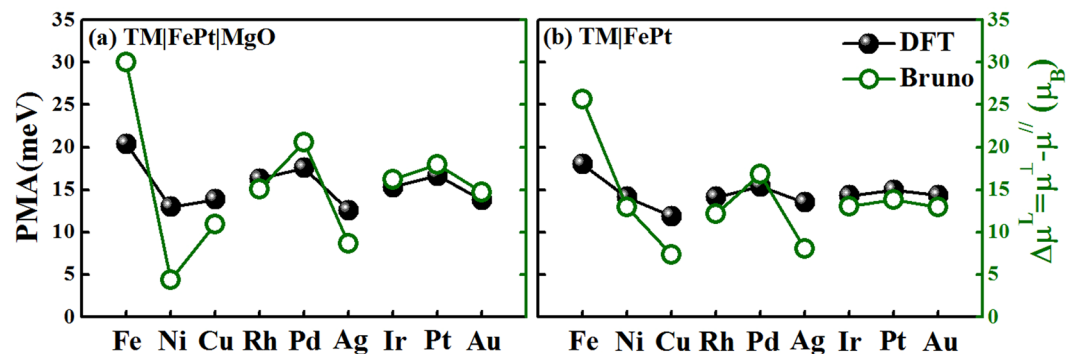 (a) TM|FePt|MgO
(b) TM|FePt
DFT
Bruno
PMA(meV)
35
30
25
20
15
10
5
0
Fe Ni Cu Rh Pd Ag Ir Pt Au
Fe Ni Cu Rh Pd Ag Ir Pt Au
35
30
25
20
15
10
5
0
Δμ_L=μ^⊥-μ^// (μ_B)